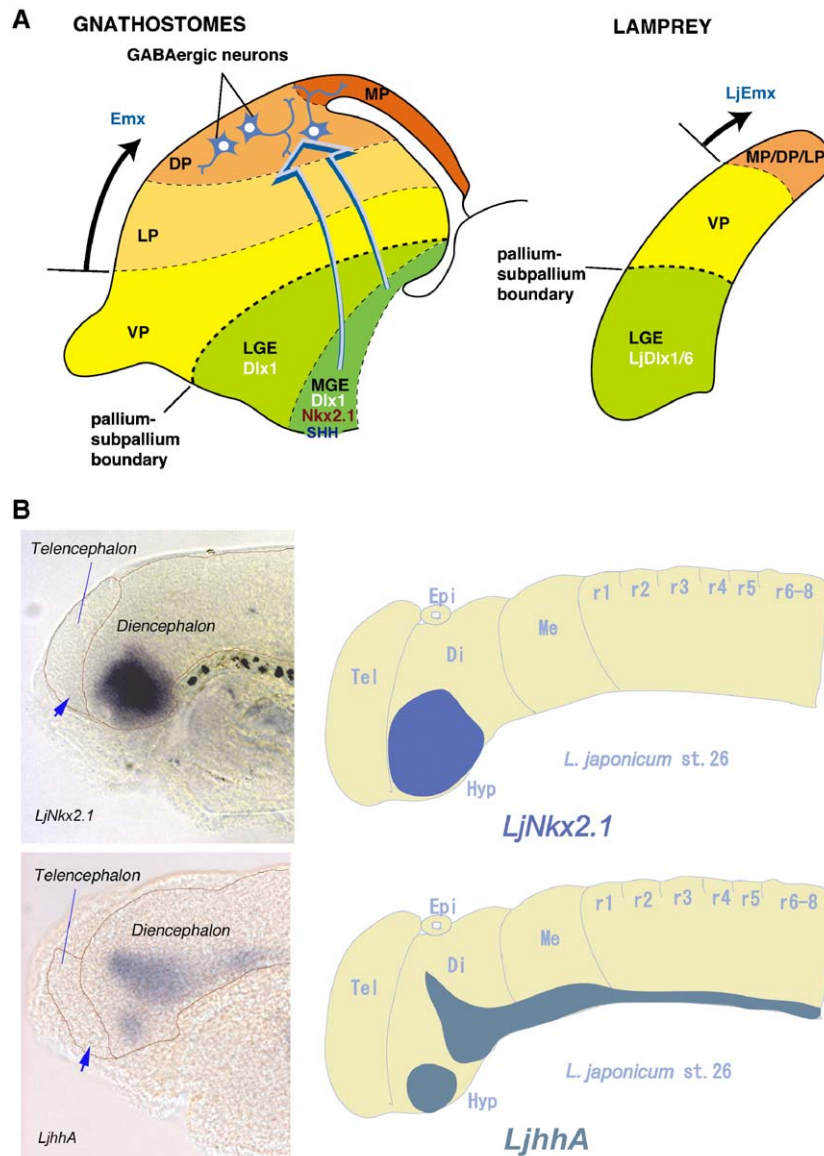 A
GNATHOSTOMES
LAMPREY
GABAergic neurons
Emx
MP
DP
LP
VP
LGE
Dlx1
MGE
Dlx1
Nkx2.1
SHH
pallium-
subpallium
boundary
LjEmx
MP/DP/LP
VP
pallium-
subpallium
boundary
LGE
LjDlx1/6
B
Telencephalon
Diencephalon
LjNkx2.1
Epi
r1 r2 r3 r4 r5 r6-8
Me
Di
Tel
L. japonicum st. 26
Hyp
LjNkx2.1
Telencephalon
Diencephalon
LjhhA
Epi
r1 r2 r3 r4 r5 r6-8
Me
Di
Tel
L. japonicum st. 26
Hyp
LjhhA